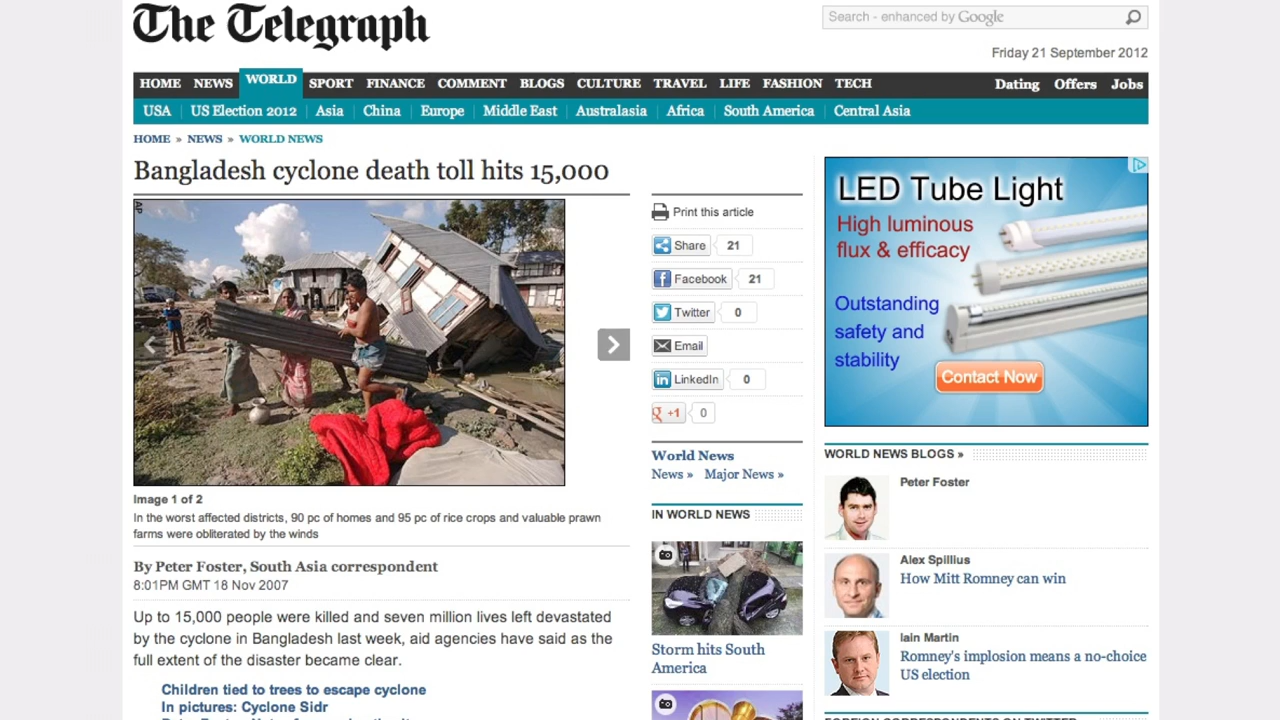 The Telegraph
Search - enhanced by Google
Friday 21 September 2012
HOME NEWS WORLD SPORT FINANCE COMMENT BLOGS CULTURE TRAVEL LIFE FASHION TECH Dating Offers Jobs
USA US Election 2012 Asia China Europe Middle East Australasia Africa South America Central Asia
HOME » NEWS » WORLD NEWS
Bangladesh cyclone death toll hits 15,000
AP
Image 1 of 2
In the worst affected districts, 90 pc of homes and 95 pc of rice crops and valuable prawn
farms were obliterated by the winds
By Peter Foster, South Asia correspondent
8:01PM GMT 18 Nov 2007
Up to 15,000 people were killed and seven million lives left devastated
by the cyclone in Bangladesh last week, aid agencies have said as the
full extent of the disaster became clear.
Children tied to trees to escape cyclone
In pictures: Cyclone Sidr
Print this article
Share 21
Facebook 21
Twitter 0
Email
LinkedIn 0
+1 0
World News
News » Major News »
IN WORLD NEWS
Storm hits South
America
LED Tube Light
High luminous
flux & efficacy
Outstanding
safety and
stability
Contact Now
WORLD NEWS BLOGS »
Peter Foster
Alex Spillius
How Mitt Romney can win
Iain Martin
Romney's implosion means a no-choice
US election
FOREIGN CORRESPONDENTS ON TWITTER